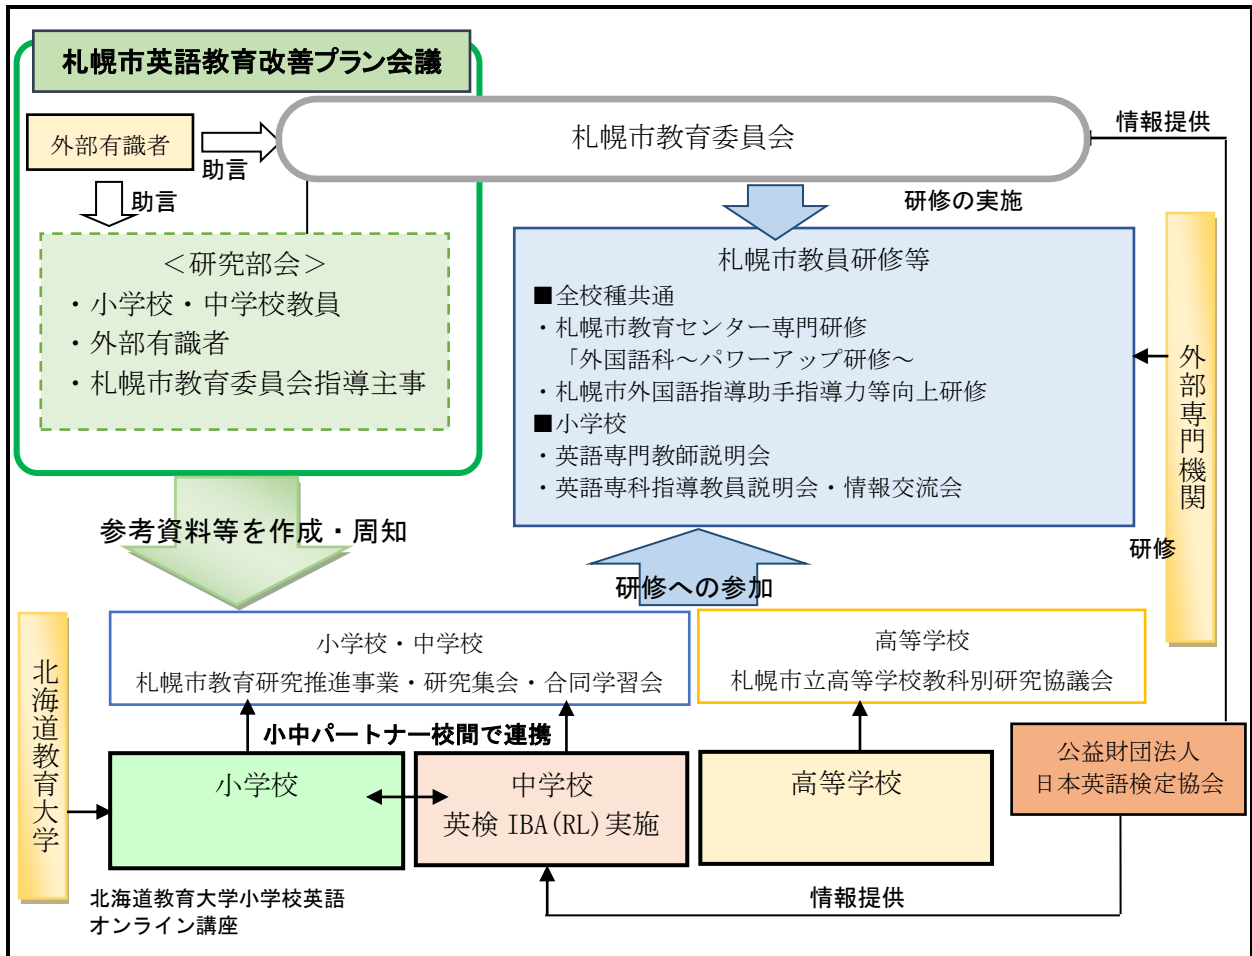 札幌市英語教育改善プラン会議
外部有識者
助言
助言
札幌市教育委員会
情報提供
研修の実施
＜研究部会＞
・小学校・中学校教員
・外部有識者
・札幌市教育委員会指導主事
札幌市教員研修等
■全校種共通
・札幌市教育センター専門研修
「外国語科～パワーアップ研修～
・札幌市外国語指導助手指導力等向上研修
■小学校
・英語専門教師説明会
・英語専科指導教員説明会・情報交流会
外部専門機関
研修
参考資料等を作成・周知
研修への参加
小学校・中学校
札幌市教育研究推進事業・研究集会・合同学習会
高等学校
札幌市立高等学校教科別研究協議会
北海道教育大学
小中パートナー校間で連携
小学校
中学校
英検 IBA(RL)実施
高等学校
公益財団法人
日本英語検定協会
北海道教育大学小学校英語
オンライン講座
情報提供